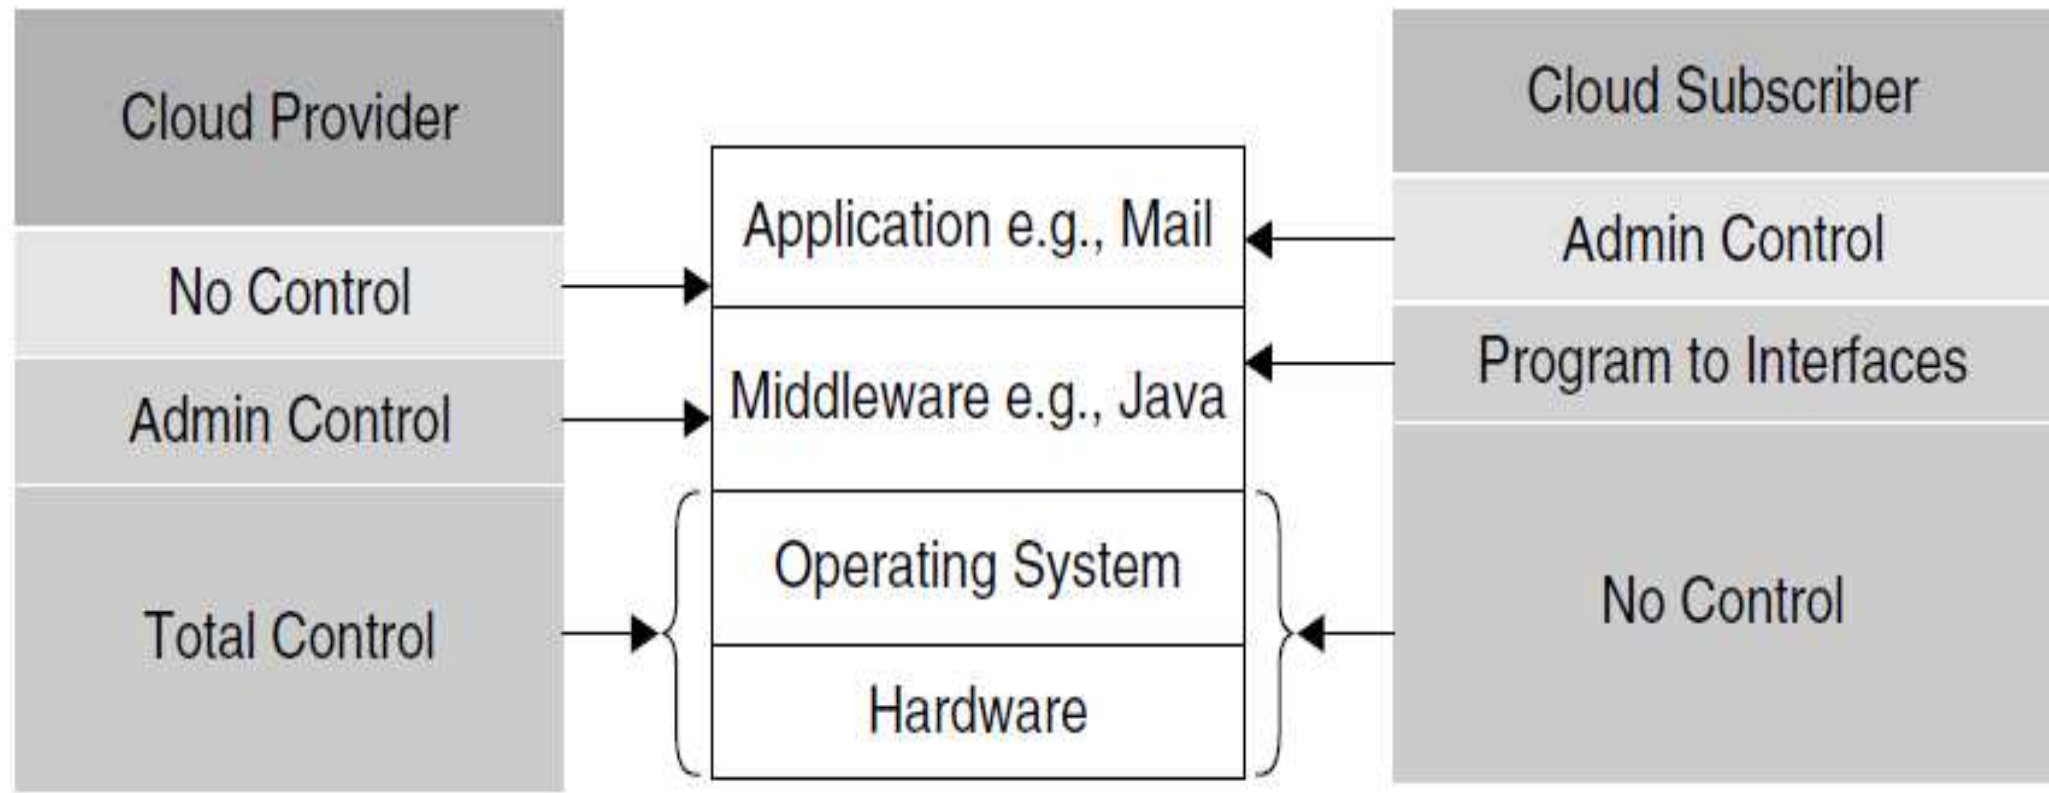 Cloud Provider
No Control
Admin Control
Total Control
Application e.g., Mail
Middleware e.g., Java
Operating System
Hardware
Cloud Subscriber
Admin Control
Program to Interfaces
No Control